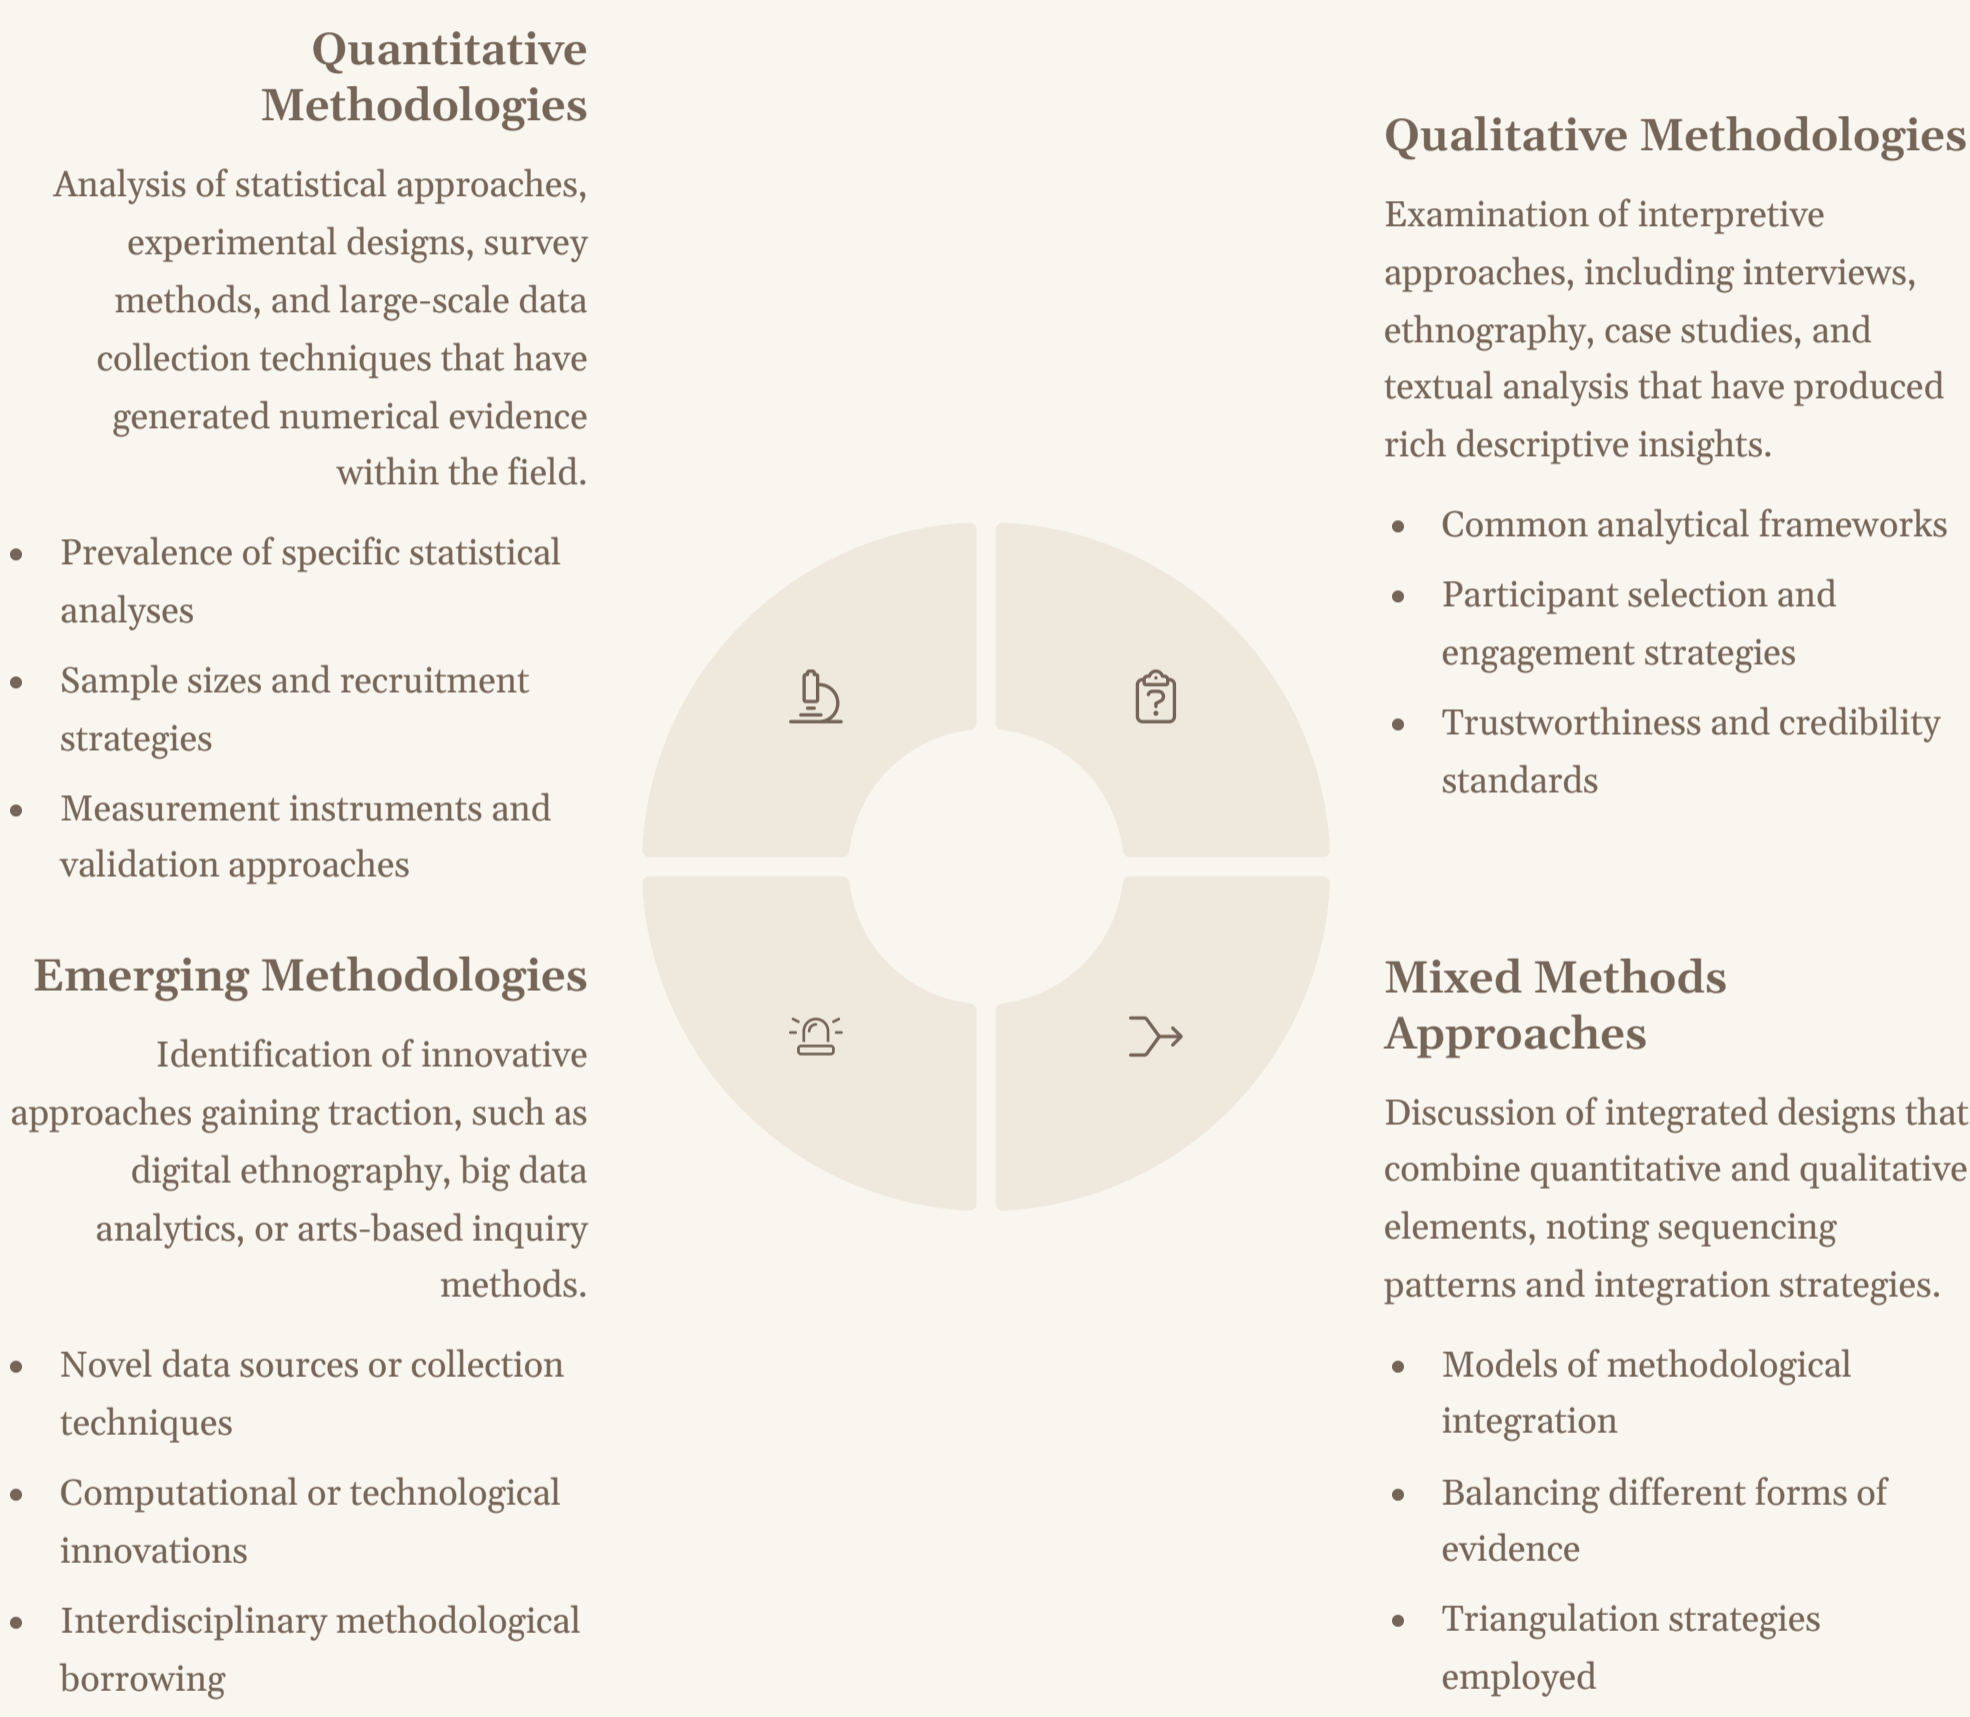 Quantitative
Methodologies
Analysis of statistical approaches,
experimental designs, survey
methods, and large-scale data
collection techniques that have
generated numerical evidence
within the field.
• Prevalence of specific statistical
analyses
• Sample sizes and recruitment
strategies
• Measurement instruments and
validation approaches
Qualitative Methodologies
Examination of interpretive
approaches, including interviews,
ethnography, case studies, and
textual analysis that have produced
rich descriptive insights.
• Common analytical frameworks
• Participant selection and
engagement strategies
• Trustworthiness and credibility
standards
?
Emerging Methodologies
Identification of innovative
approaches gaining traction, such as
digital ethnography, big data
analytics, or arts-based inquiry
methods.
• Novel data sources or collection
techniques
• Computational or technological
innovations
• Interdisciplinary methodological
borrowing
Mixed Methods
Approaches
Discussion of integrated designs that
combine quantitative and qualitative
elements, noting sequencing
patterns and integration strategies.
• Models of methodological
integration
• Balancing different forms of
evidence
• Triangulation strategies
employed